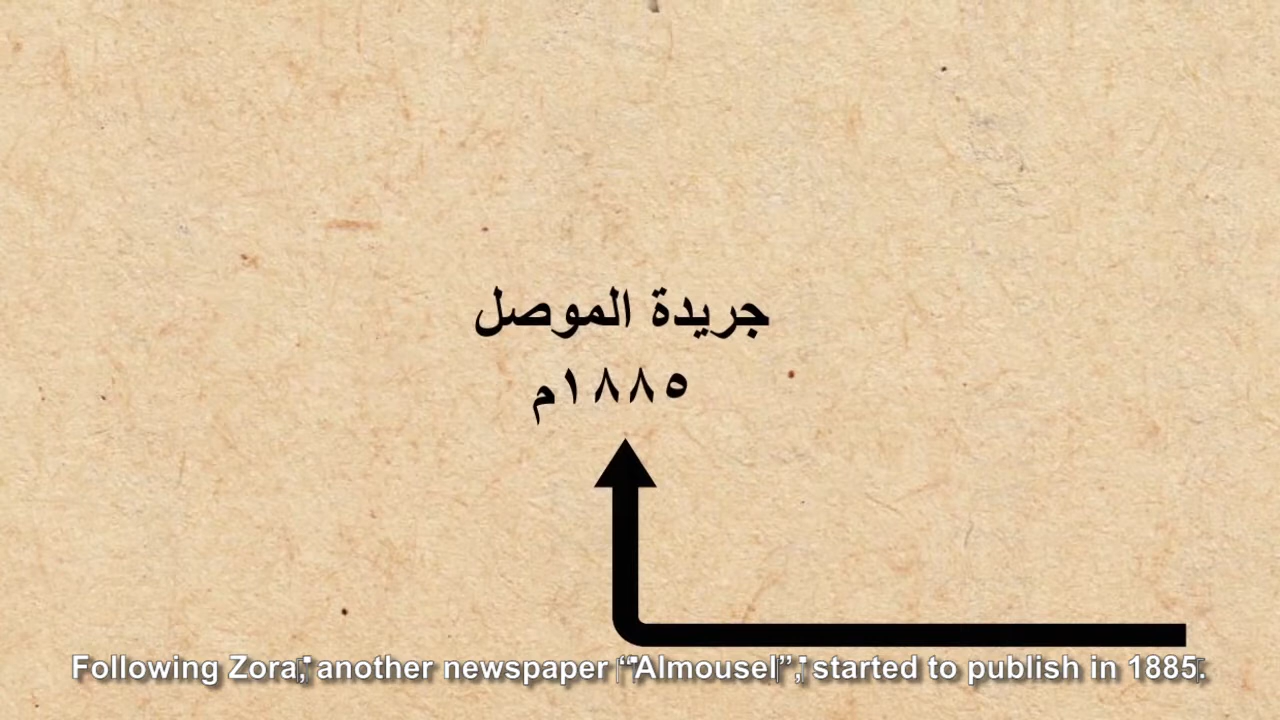 جريدة الموصل
١٨٨٥م
Following Zora, another newspaper “Almousel”, started to publish in 1885.